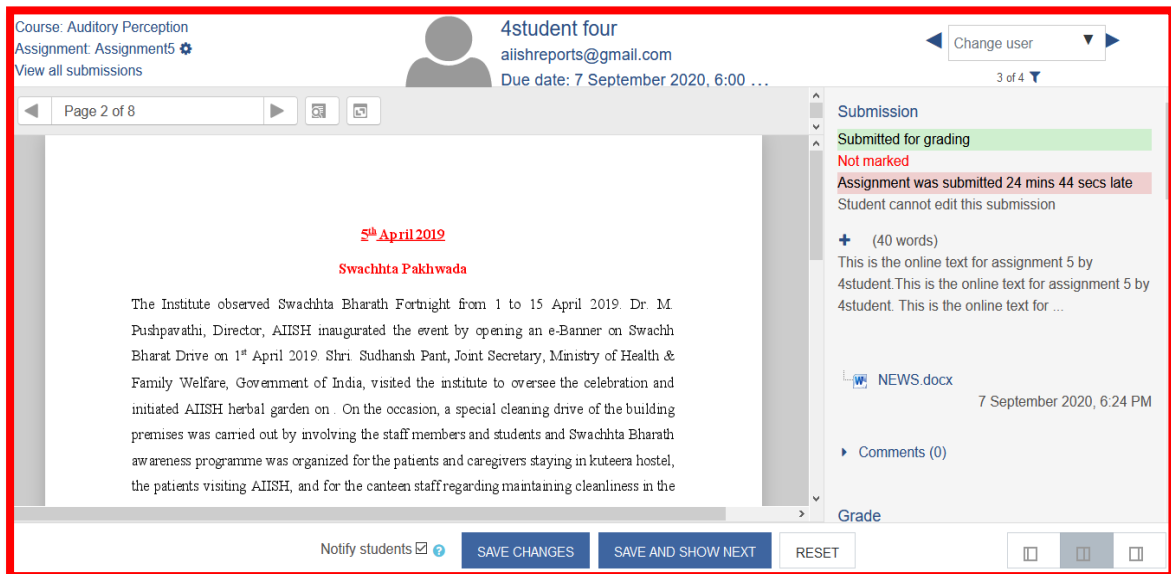 Course: Auditory Perception
Assignment: Assignment5
View all submissions
4student four
aiishreports@gmail.com
Due date: 7 September 2020, 6:00 ...
Change user
3 of 4
Page 2 of 8
5th April 2019
Swachhta Pakhwada
The Institute observed Swachhta Bharath Fortnight from 1 to 15 April 2019. Dr. M.
Pushpavathi, Director, AIISH inaugurated the event by opening an e-Banner on Swachh
Bharat Drive on 1st April 2019. Shri. Sudhansh Pant, Joint Secretary, Ministry of Health &
Family Welfare, Government of India, visited the institute to oversee the celebration and
initiated AIISH herbal garden on . On the occasion, a special cleaning drive of the building
premises was carried out by involving the staff members and students and Swachhta Bharath
awareness programme was organized for the patients and caregivers staying in kuteera hostel,
the patients visiting AIISH, and for the canteen staff regarding maintaining cleanliness in the
Submission
Submitted for grading
Not marked
Assignment was submitted 24 mins 44 secs late
Student cannot edit this submission
(40 words)
This is the online text for assignment 5 by
4student.This is the online text for assignment 5 by
4student. This is the online text for ...
NEWS.docx
7 September 2020, 6:24 PM
Comments (0)
Grade
Notify students
SAVE CHANGES
SAVE AND SHOW NEXT
RESET